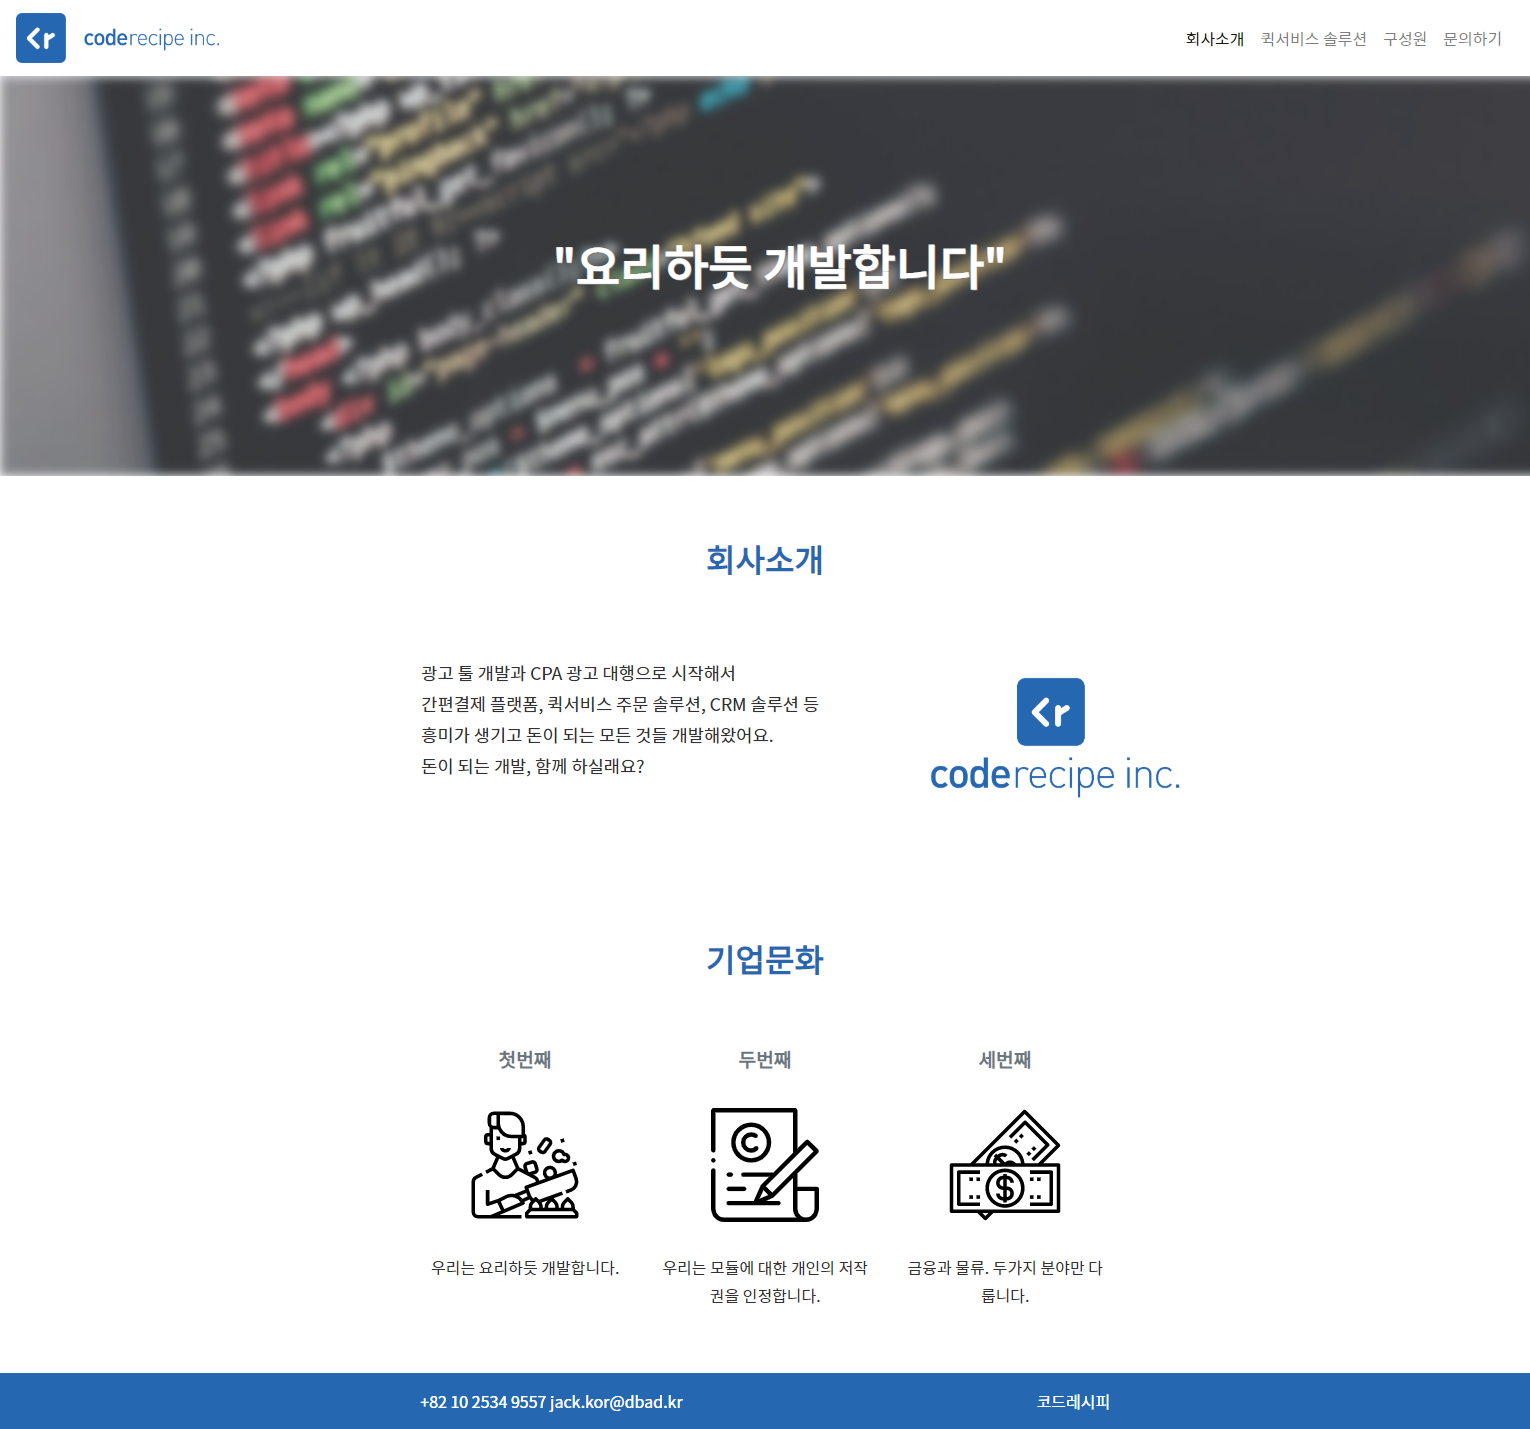 coderecipe inc.
회사소개 퀵서비스 솔루션 구성원 문의하기
"요리하듯 개발합니다"
회사소개
광고 툴 개발과 CPA 광고 대행으로 시작해서
간편결제 플랫폼, 퀵서비스 주문 솔루션, CRM 솔루션 등
흥미가 생기고 돈이 되는 모든 것들 개발해왔어요.
돈이 되는 개발, 함께 하실래요?
coderecipe inc.
기업문화
첫번째
두번째
세번째
우리는 요리하듯 개발합니다.
우리는 모듈에 대한 개인의 저작
권을 인정합니다.
금융과 물류. 두가지 분야만 다
룹니다.
+82 10 2534 9557 jack.kor@dbad.kr
코드레시피